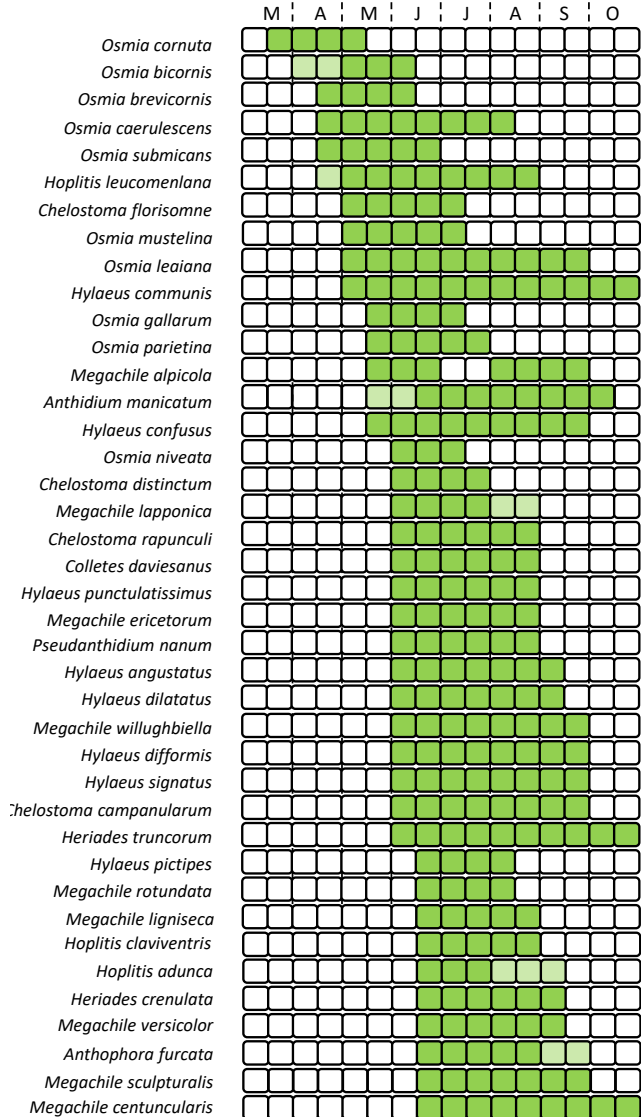 M A M J J A S O
Osmia cornuta
Osmia bicornis
Osmia brevicornis
Osmia caerulescens
Osmia submicans
Hoplitis leucomenlana
Chelostoma florisomne
Osmia mustelina
Osmia leaiana
Hylaeus communis
Osmia gallarum
Osmia parietina
Megachile alpicola
Anthidium manicatum
Hylaeus confusus
Osmia niveata
Chelostoma distinctum
Megachile lapponica
Chelostoma rapunculi
Colletes daviesanus
Hylaeus punctulatissimus
Megachile ericetorum
Pseudanthidium nanum
Hylaeus angustatus
Hylaeus dilatatus
Megachile willughbiella
Hylaeus difformis
Hylaeus signatus
Chelostoma campanularum
Heriades truncorum
Hylaeus pictipes
Megachile rotundata
Megachile ligniseca
Hoplitis claviventris
Hoplitis adunca
Heriades crenulata
Megachile versicolor
Anthophora furcata
Megachile sculpturalis
Megachile centuncularis